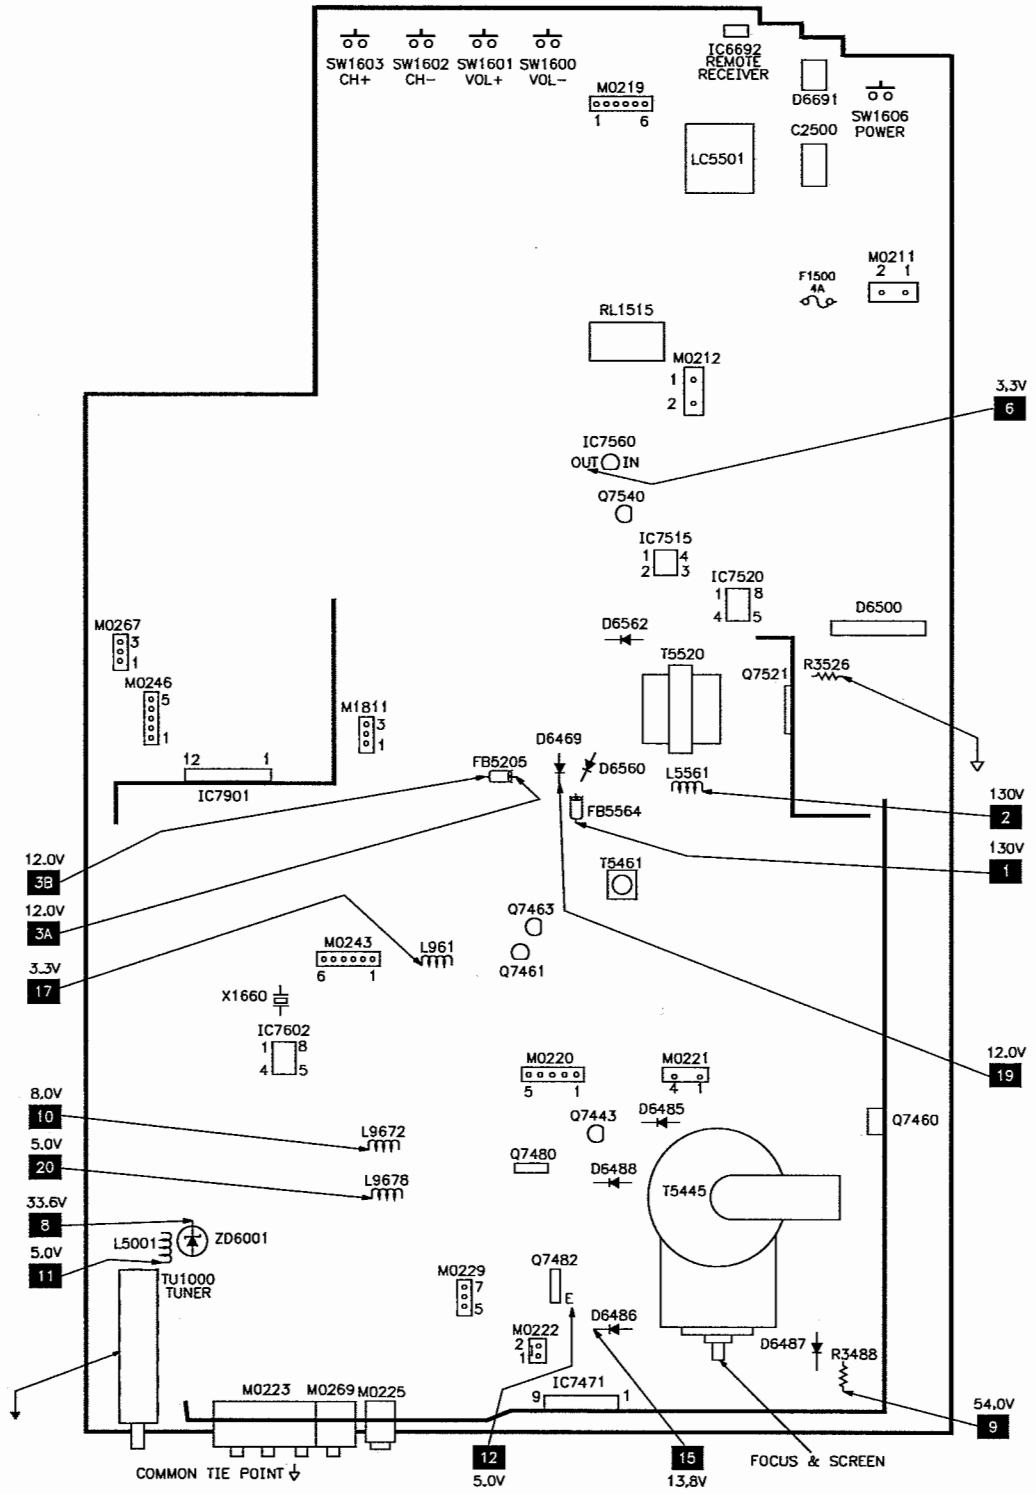 SW1603 SW1602 SW1601 SW1600
CH+ CH- VOL+ VOL-
IC6692
REMOTE
RECEIVER
D6691
SW1606
POWER
M0219
1 6
C2500
LC5501
M0211
2 1
F1500
4A
RL1515
M0212
1
2
3.3V
6
IC7560
OUT IN
Q7540
IC7515
1 4
2 3
IC7520
1 8
4 5
D6500
D6562
M0267
3
1
T5520
Q7521
R3526
M0246
5
1
M1811
3
1
D6469
D6560
FB5205
12 1
IC7901
L5561
FB5564
130V
2
130V
1
12.0V
3B
T5461
12.0V
3A
Q7463
M0243
6 1
L961
Q7461
3.3V
17
X1660
IC7602
1 8
4 5
M0220
5 1
M0221
4 1
12.0V
19
8.0V
10
Q7443
D6485
Q7460
L9672
5.0V
20
Q7480
D6488
L9678
T5445
33.6V
8
L5001
ZD6001
5.0V
11
TU1000
TUNER
M0229
7
5
Q7482
E
D6486
M0222
2
1
D6487
R3488
IC7471
9 1
M0223 M0269 M0225
54.0V
9
12
5.0V
15
13.8V
FOCUS & SCREEN
COMMON TIE POINT